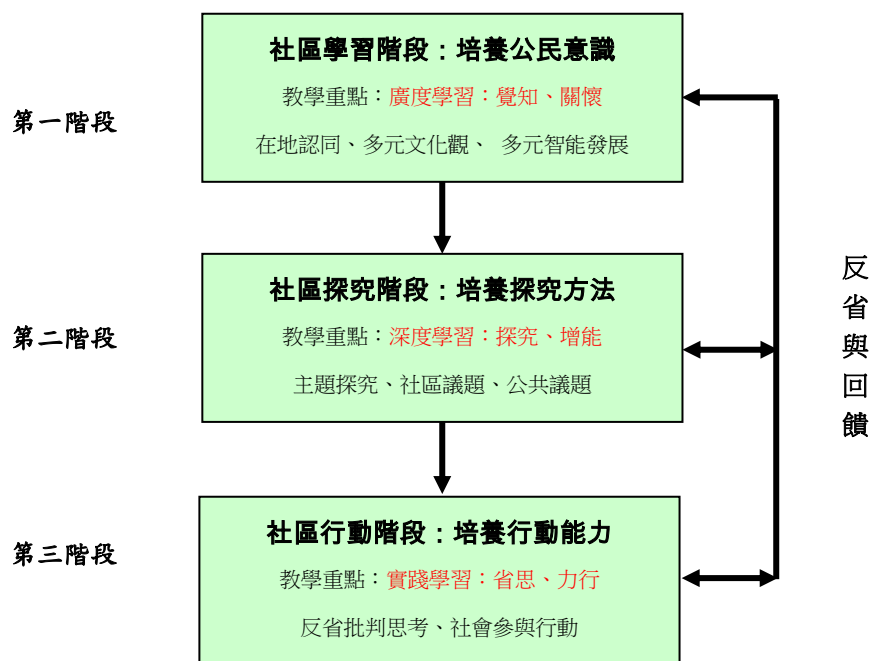 社區學習階段：培養公民意識
教學重點：廣度學習：覺知、關懷
在地認同、多元文化觀、 多元智能發展
第一階段
社區探究階段：培養探究方法
教學重點：深度學習：探究、增能
主題探究、社區議題、公共議題
第二階段
社區行動階段：培養行動能力
教學重點：實踐學習：省思、力行
反省批判思考、社會參與行動
第三階段
反省與回饋